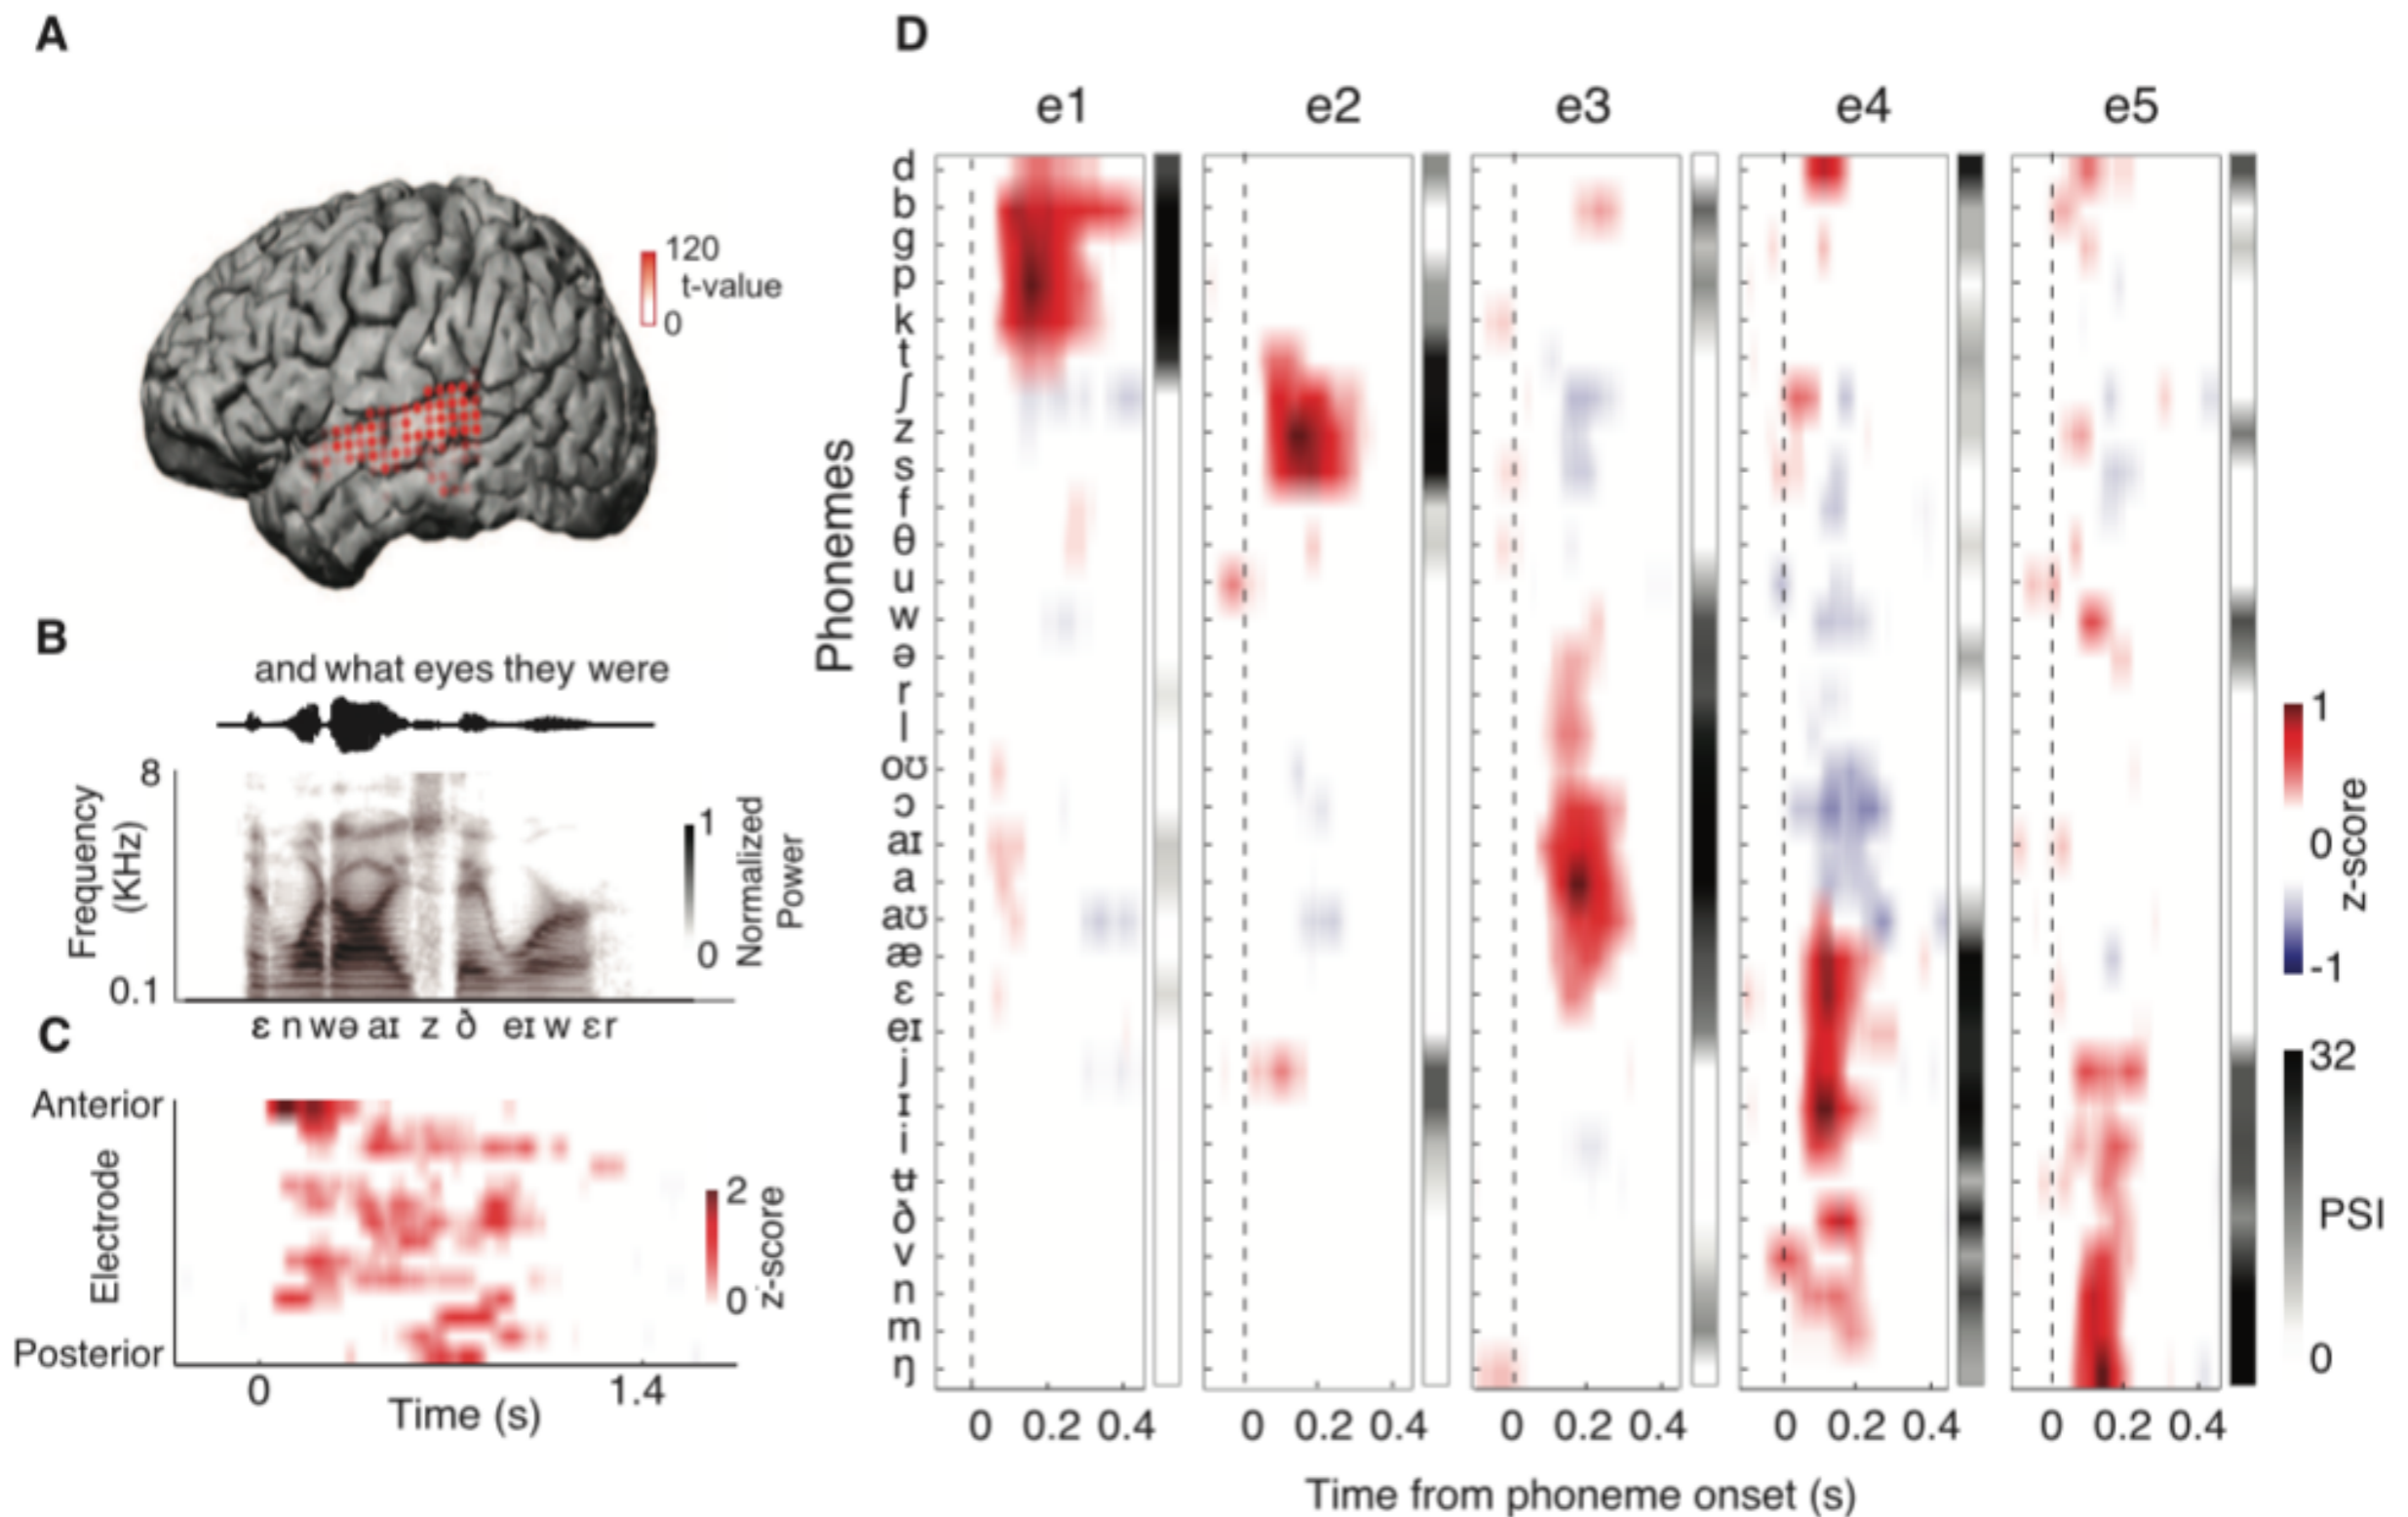 A
120
t-value
0
B
and what eyes they were
8
Frequency
(KHz)
0.1
1
Normalized
Power
0
ɛ n wə aɪ z ð eɪ w ɛr
C
Anterior
Electrode
Posterior
2
z-score
0
0
1.4
Time (s)
D
e1 e2 e3 e4 e5
Phonemes
d
b
g
p
k
t
ʃ
z
s
f
θ
u
w
ə
r
l
oʊ
ɔ
aɪ
a
aʊ
æ
ɛ
eɪ
j
ɪ
i
ʉ
ð
v
n
m
ŋ
0 0.2 0.4 0 0.2 0.4 0 0.2 0.4 0 0.2 0.4 0 0.2 0.4
Time from phoneme onset (s)
1
0
-1
z-score
32
PSI
0